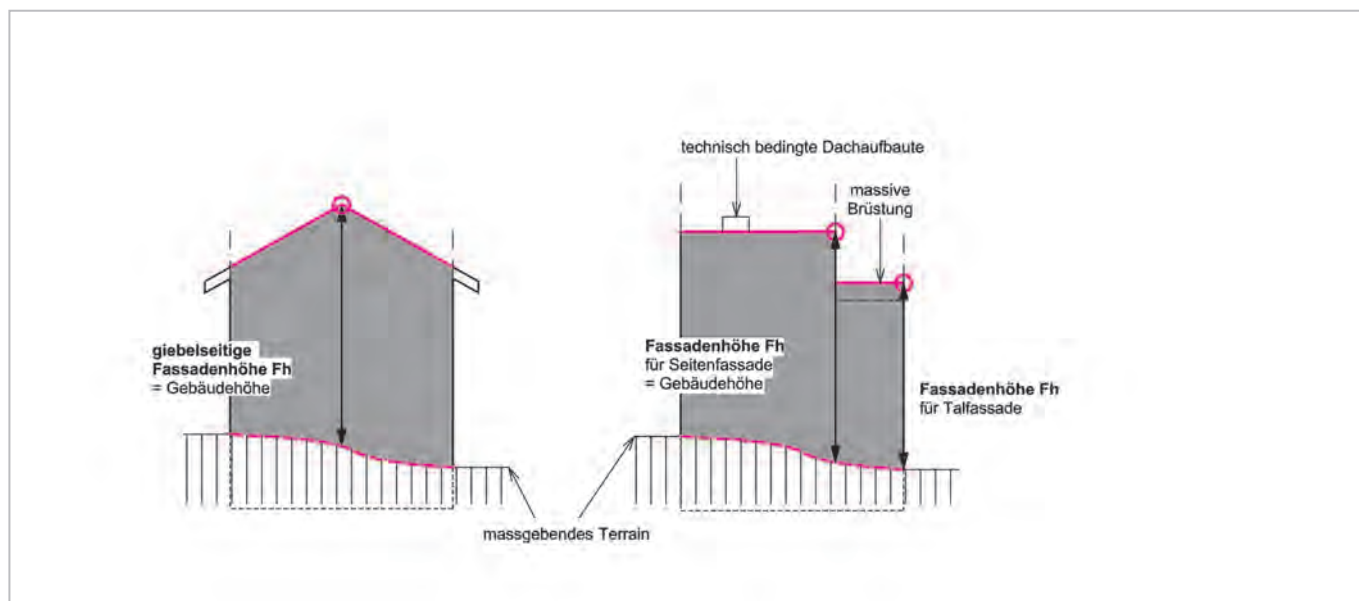 technisch bedingte Dachaufbaute
massive
Brüstung
giebelseitige
Fassadenhöhe Fh
= Gebäudehöhe
Fassadenhöhe Fh
für Seitenfassade
= Gebäudehöhe
Fassadenhöhe Fh
für Talfassade
massgebendes Terrain